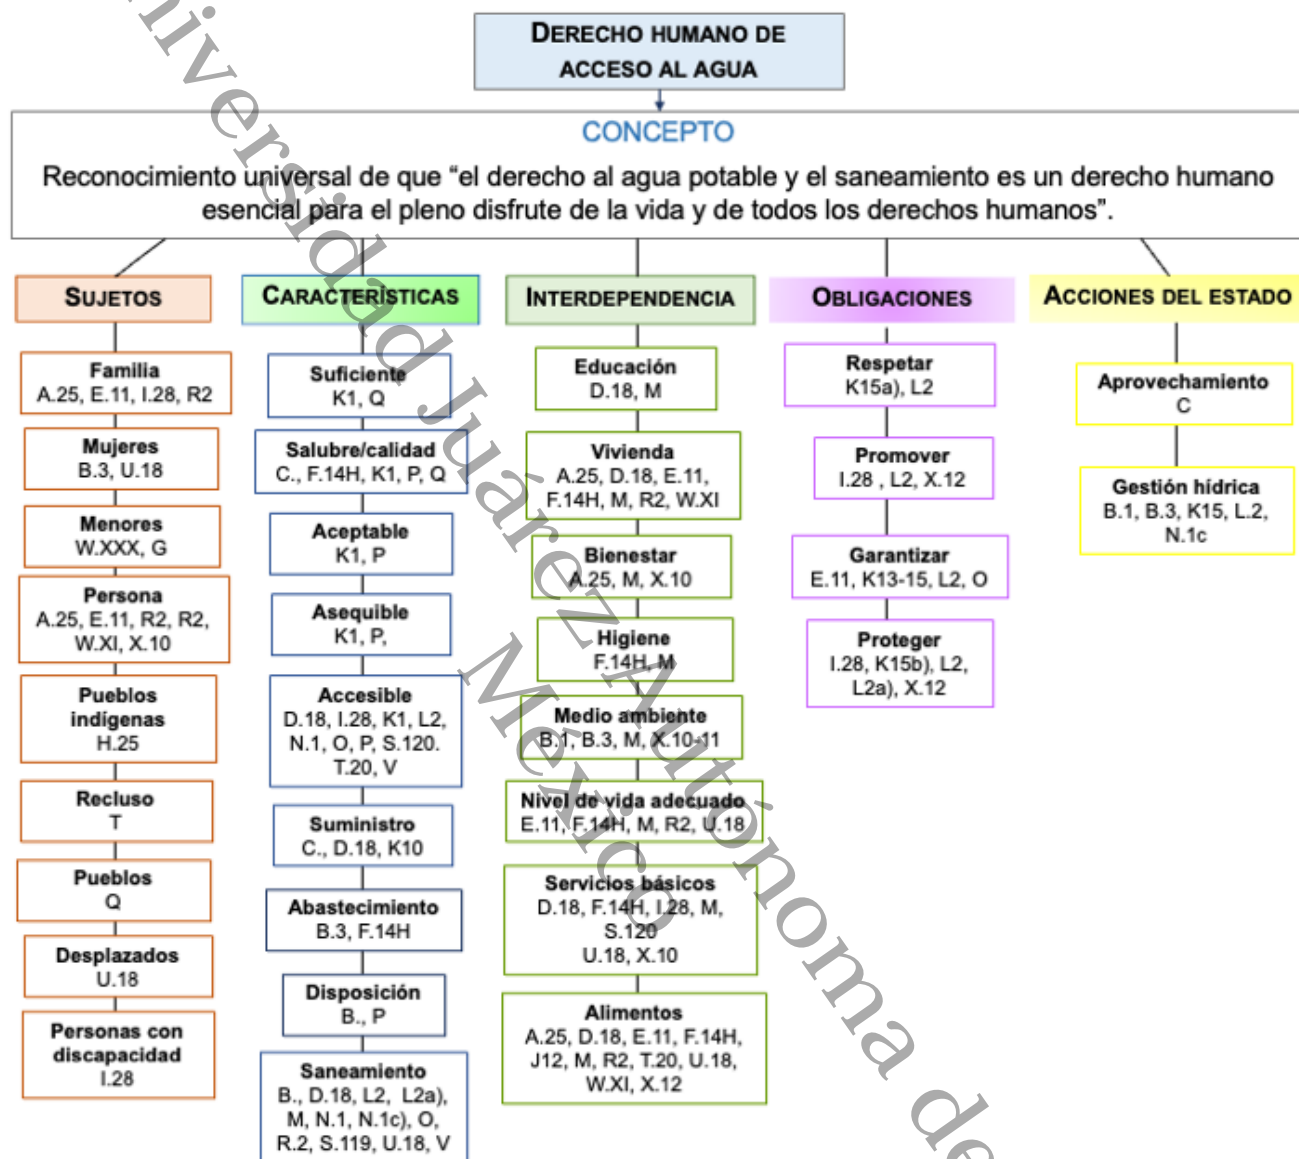 DERECHO HUMANO DE
ACCESO AL AGUA
CONCEPTO
Reconocimiento universal de que “el derecho al agua potable y el saneamiento es un derecho humano
esencial para el pleno disfrute de la vida y de todos los derechos humanos”.
SUJETOS
Familia
A.25, E.11, I.28, R2
Mujeres
B.3, U.18
Menores
W.XXX, G
Persona
A.25, E.11, R2, R2,
W.XI, X.10
Pueblos
indígenas
H.25
Recluso
T
Pueblos
Q
Desplazados
U.18
Personas con
discapacidad
I.28
CARACTERÍSTICAS
Suficiente
K1, Q
Salubre/calidad
C., F.14H, K1, P, Q
Aceptable
K1, P
Asequible
K1, P,
Accesible
D.18, I.28, K1, L2,
N.1, O, P, S.120.
T.20, V
Suministro
C., D.18, K10
Abastecimiento
B.3, F.14H
Disposición
B., P
Saneamiento
B., D.18, L2, L2a),
M, N.1, N.1c), O,
R.2, S.119, U.18, V
INTERDEPENDENCIA
Educación
D.18, M
Vivienda
A.25, D.18, E.11,
F.14H, M, R2, W.XI
Bienestar
A.25, M, X.10
Higiene
F.14H, M
Medio ambiente
B.1, B.3, M, X.10-11
Nivel de vida adecuado
E.11, F.14H, M, R2, U.18
Servicios básicos
D.18, F.14H, I.28, M,
S.120
U.18, X.10
Alimentos
A.25, D.18, E.11, F.14H,
J12, M, R2, T.20, U.18,
W.XI, X.12
OBLIGACIONES
Respetar
K15a), L2
Promover
I.28 , L2, X.12
Garantizar
E.11, K13-15, L2, O
Proteger
I.28, K15b), L2,
L2a), X.12
ACCIONES DEL ESTADO
Aprovechamiento
C
Gestión hídrica
B.1, B.3, K15, L.2,
N.1c
niversidad Juárez Autónoma de
México